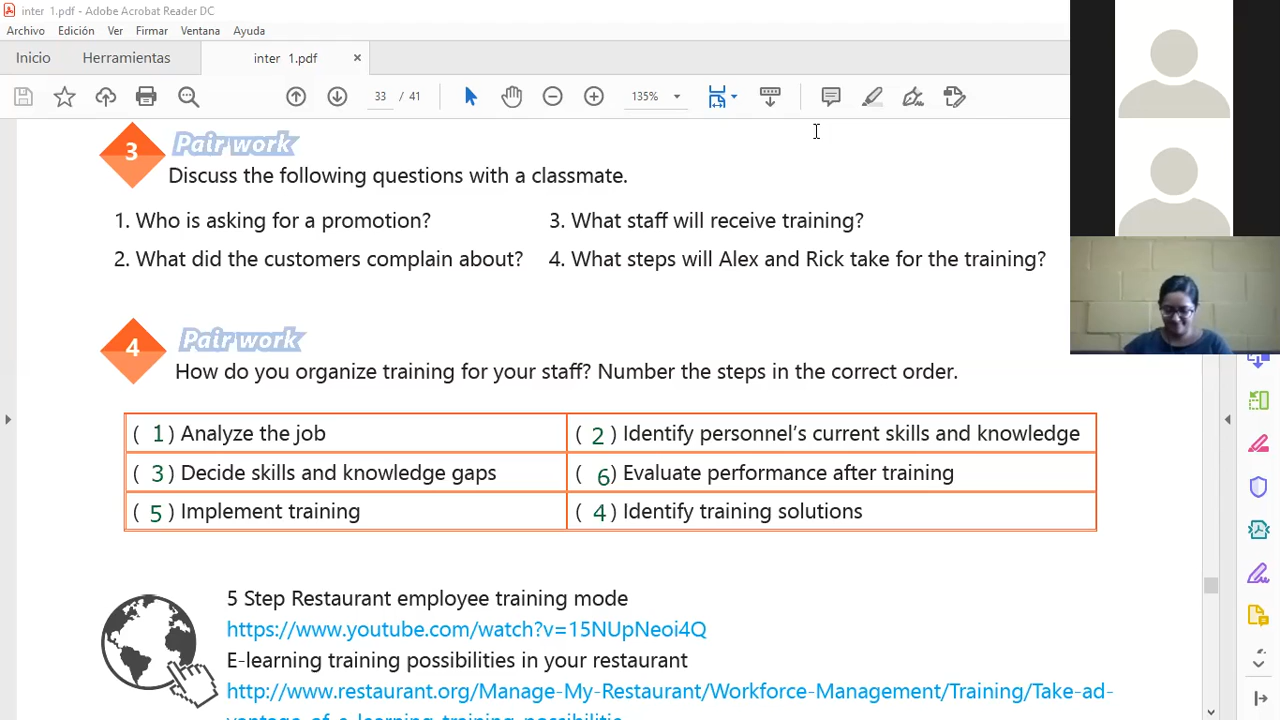 inter 1.pdf - Adobe Acrobat Reader DC
Archivo Edición Ver Firmar Ventana Ayuda
Inicio Herramientas inter 1.pdf ×
33 / 41 135%
3 Pair work
Discuss the following questions with a classmate.
1. Who is asking for a promotion? 3. What staff will receive training?
2. What did the customers complain about? 4. What steps will Alex and Rick take for the training?
4 Pair work
How do you organize training for your staff? Number the steps in the correct order.
( 1 ) Analyze the job ( 2 ) Identify personnel's current skills and knowledge
( 3 ) Decide skills and knowledge gaps ( 6 ) Evaluate performance after training
( 5 ) Implement training ( 4 ) Identify training solutions
5 Step Restaurant employee training mode
https://www.youtube.com/watch?v=15NUpNeoi4Q
E-learning training possibilities in your restaurant
http://www.restaurant.org/Manage-My-Restaurant/Workforce-Management/Training/Take-ad-
vantage-of-e-learning-training-possibilitie